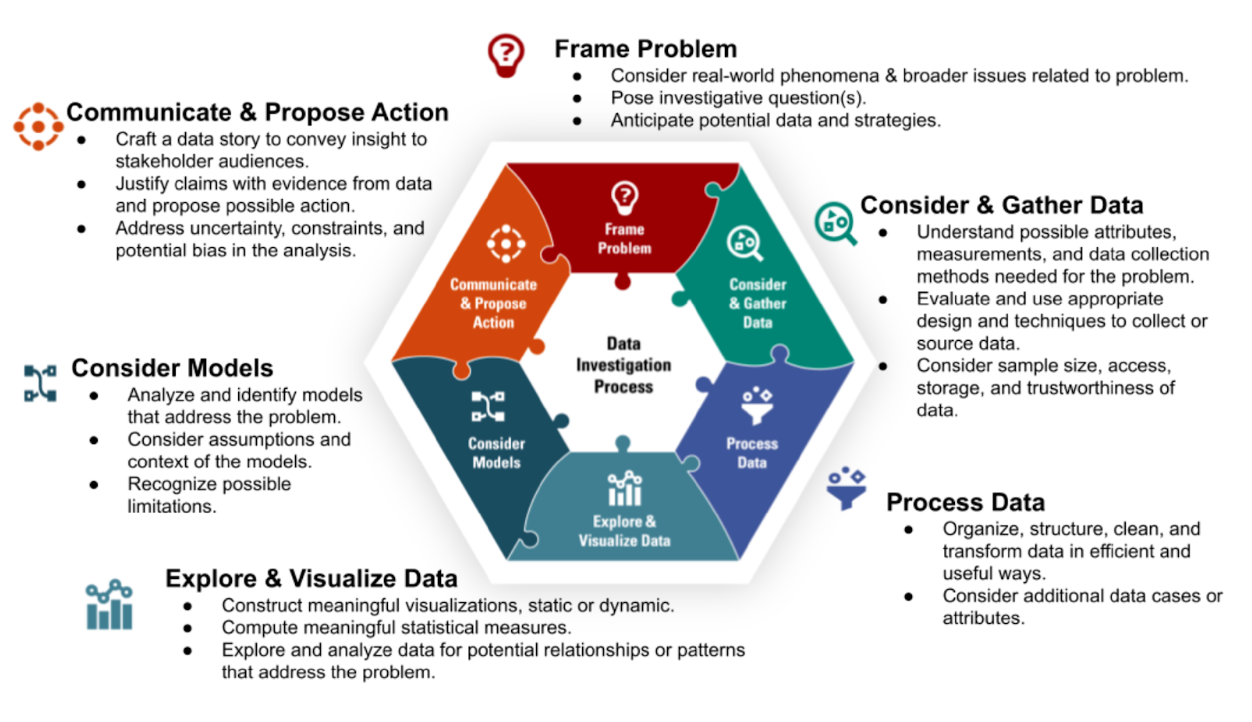 Frame Problem
● Consider real-world phenomena & broader issues related to problem.
● Pose investigative question(s).
● Anticipate potential data and strategies.
Communicate & Propose Action
● Craft a data story to convey insight to
stakeholder audiences.
● Justify claims with evidence from data
and propose possible action.
● Address uncertainty, constraints, and
potential bias in the analysis.
Consider & Gather Data
● Understand possible attributes,
measurements, and data collection
methods needed for the problem.
● Evaluate and use appropriate
design and techniques to collect or
source data.
● Consider sample size, access,
storage, and trustworthiness of
data.
Frame
Problem
Consider
& Gather
Data
Communicate
& Propose
Action
Data
Investigation
Process
Consider
Models
Process
Data
Explore &
Visualize Data
Consider Models
● Analyze and identify models
that address the problem.
● Consider assumptions and
context of the models.
● Recognize possible
limitations.
Process Data
● Organize, structure, clean, and
transform data in efficient and
useful ways.
● Consider additional data cases or
attributes.
Explore & Visualize Data
● Construct meaningful visualizations, static or dynamic.
● Compute meaningful statistical measures.
● Explore and analyze data for potential relationships or patterns
that address the problem.